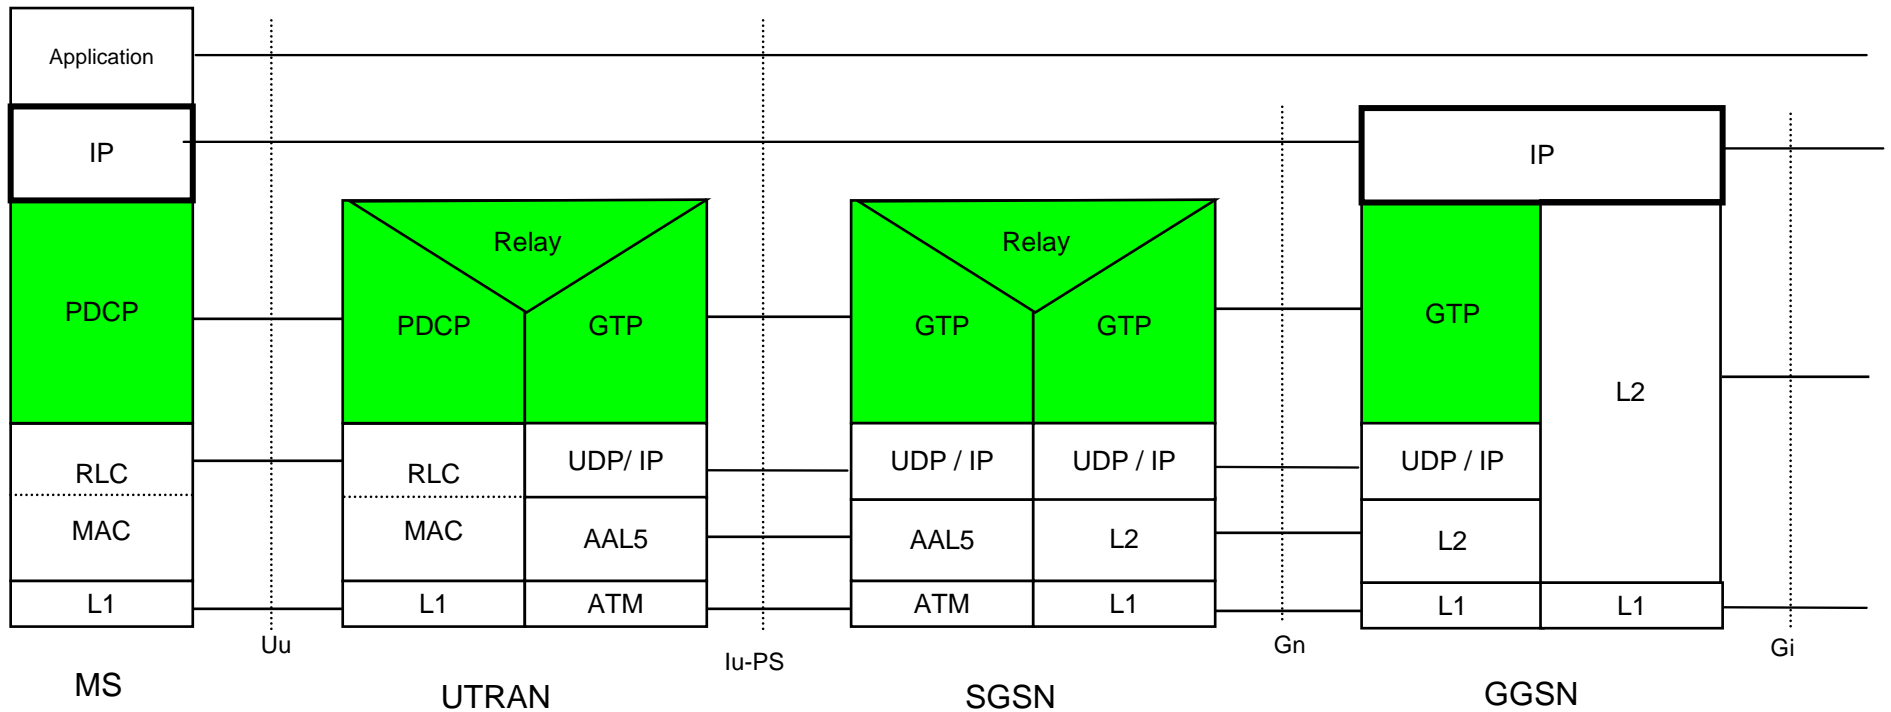 Application
IP
IP
Relay
Relay
PDCP
PDCP
GTP
GTP
GTP
GTP
L2
RLC
RLC
UDP/ IP
UDP / IP
UDP / IP
UDP / IP
MAC
MAC
AAL5
AAL5
L2
L2
L1
L1
ATM
ATM
L1
L1
L1
Uu
Iu-PS
Gn
Gi
MS
UTRAN
SGSN
GGSN